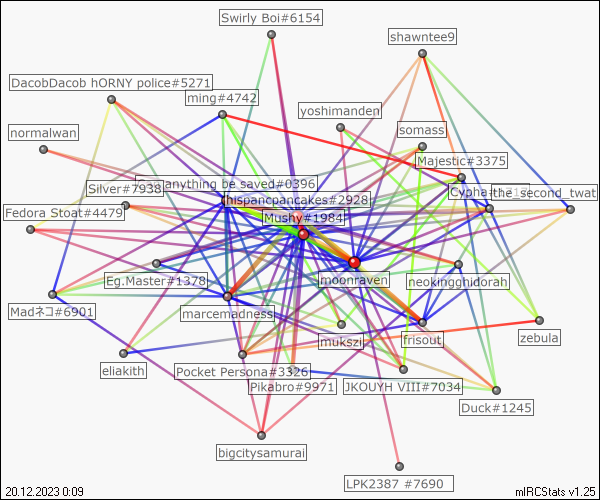 Swirly Boi#6154
shawntee9
DacobDacob hORNY police#5271
ming#4742
yoshimanden
normalwan
somass
Majestic#3375
anything be saved#0396
Silver#7938
hispancpancakes#2928
the_second_twat
Fedora Stoat#4479
Mushy#1984
Eg.Master#1378
moonraven
neokingghidorah
Madネコ#6901
marcemadness
mukszi
frisout
zebula
eliakith
Pocket Persona#3326
Pikabro#9971
JKOUYH VIII#7034
Duck#1245
bigcitysamurai
LPK2387 #7690
20.12.2023 0:09
mIRCStats v1.25